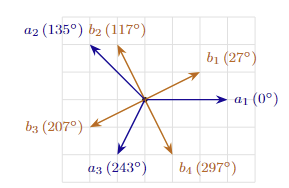 a₂ (135°) b₂ (117°)
b₁ (27°)
a₁ (0°)
b₃ (207°)
a₃ (243°) b₄ (297°)